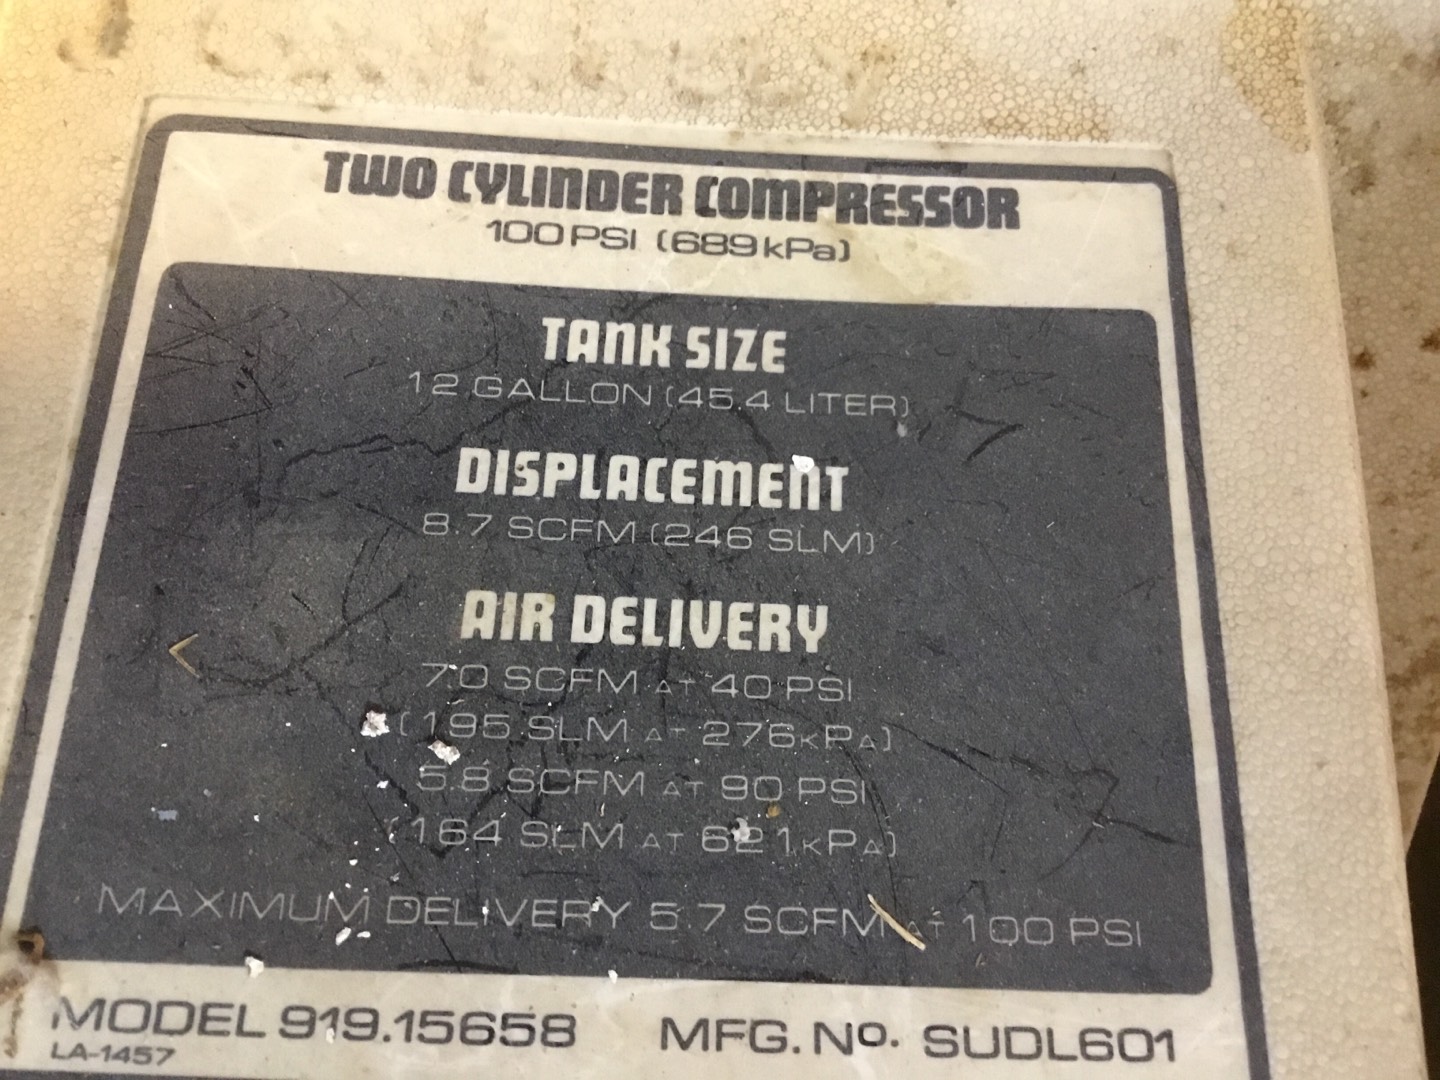 TWO CYLINDER COMPRESSOR
100 PSI (689 kPa)
TANK SIZE
12 GALLON (45.4 LITER)
DISPLACEMENT
8.7 SCFM (246 SLM)
AIR DELIVERY
7.0 SCFM AT 40 PSI
(195 SLM AT 276 kPA)
5.8 SCFM AT 90 PSI
(164 SLM AT 621 kPA)
MAXIMUM DELIVERY 5.7 SCFM AT 100 PSI
MODEL 919.15658 MFG. No. SUDL601
LA-1457